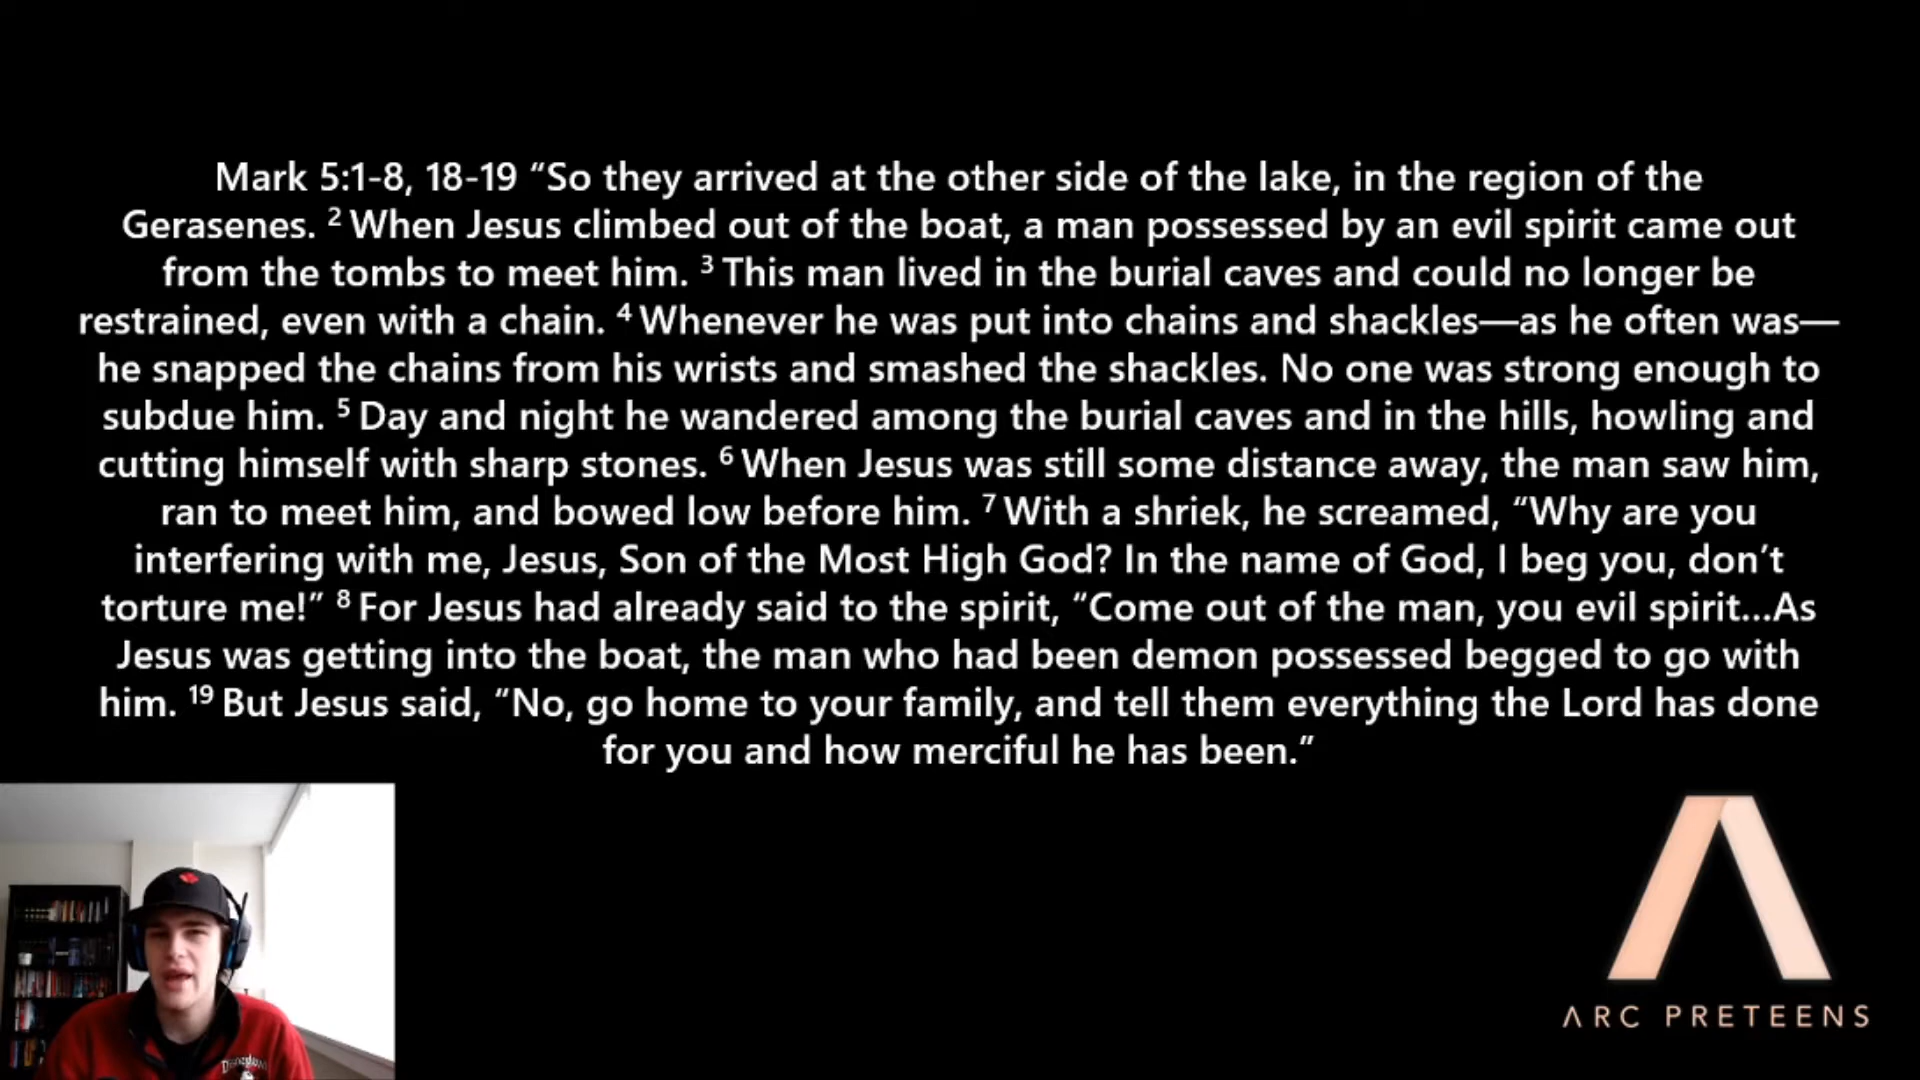 Mark 5:1-8, 18-19 “So they arrived at the other side of the lake, in the region of the
Gerasenes. ² When Jesus climbed out of the boat, a man possessed by an evil spirit came out
from the tombs to meet him. ³ This man lived in the burial caves and could no longer be
restrained, even with a chain. ⁴ Whenever he was put into chains and shackles—as he often was—
he snapped the chains from his wrists and smashed the shackles. No one was strong enough to
subdue him. ⁵ Day and night he wandered among the burial caves and in the hills, howling and
cutting himself with sharp stones. ⁶ When Jesus was still some distance away, the man saw him,
ran to meet him, and bowed low before him. ⁷ With a shriek, he screamed, “Why are you
interfering with me, Jesus, Son of the Most High God? In the name of God, I beg you, don’t
torture me!” ⁸ For Jesus had already said to the spirit, “Come out of the man, you evil spirit...As
Jesus was getting into the boat, the man who had been demon possessed begged to go with
him. ¹⁹ But Jesus said, “No, go home to your family, and tell them everything the Lord has done
for you and how merciful he has been.”
ARC PRETEENS